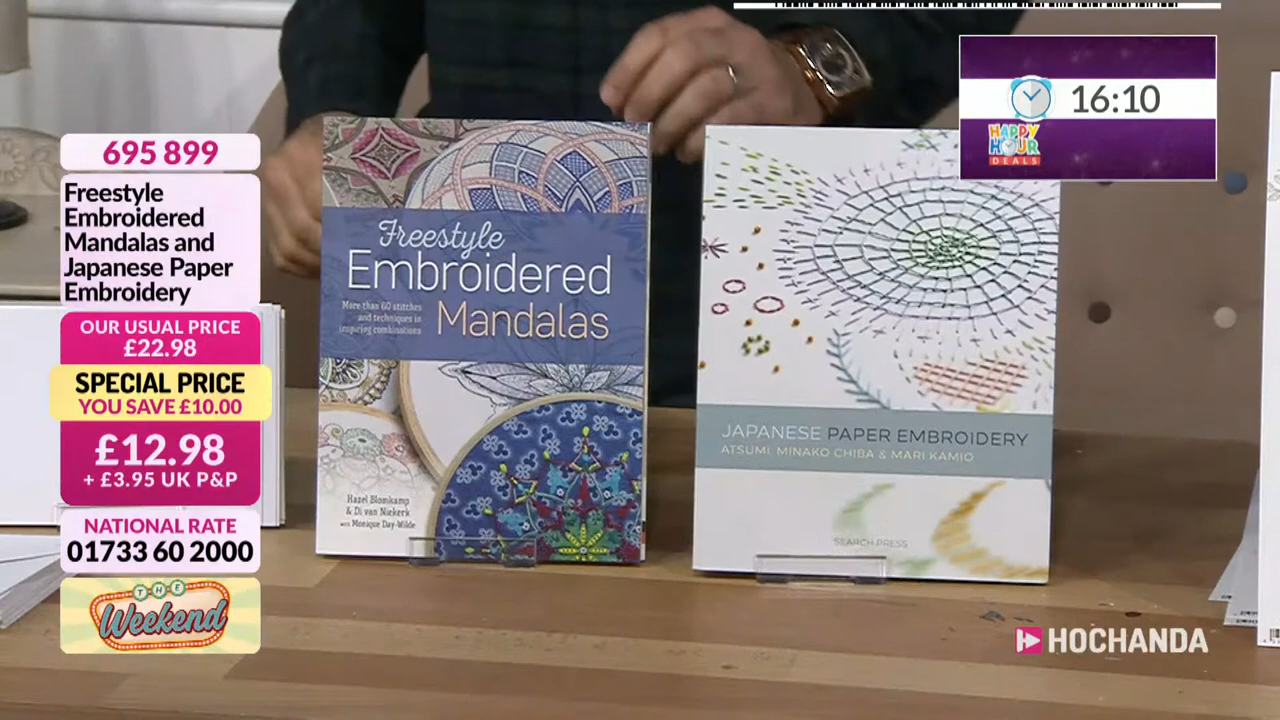 695 899
Freestyle
Embroidered
Mandalas and
Japanese Paper
Embroidery
OUR USUAL PRICE
£22.98
SPECIAL PRICE
YOU SAVE £10.00
£12.98
+ £3.95 UK P&P
NATIONAL RATE
01733 60 2000
THE
Weekend
Freestyle
Embroidered
More than 60 stitches
and techniques in
inspiring combinations
Mandalas
Hazel Blomkamp
& Di van Niekerk
with Monique Day-Wilde
JAPANESE PAPER EMBROIDERY
ATSUMI, MINAKO CHIBA & MARI KAMIO
SEARCH PRESS
16:10
HAPPY
HOUR
DEALS
HOCHANDA